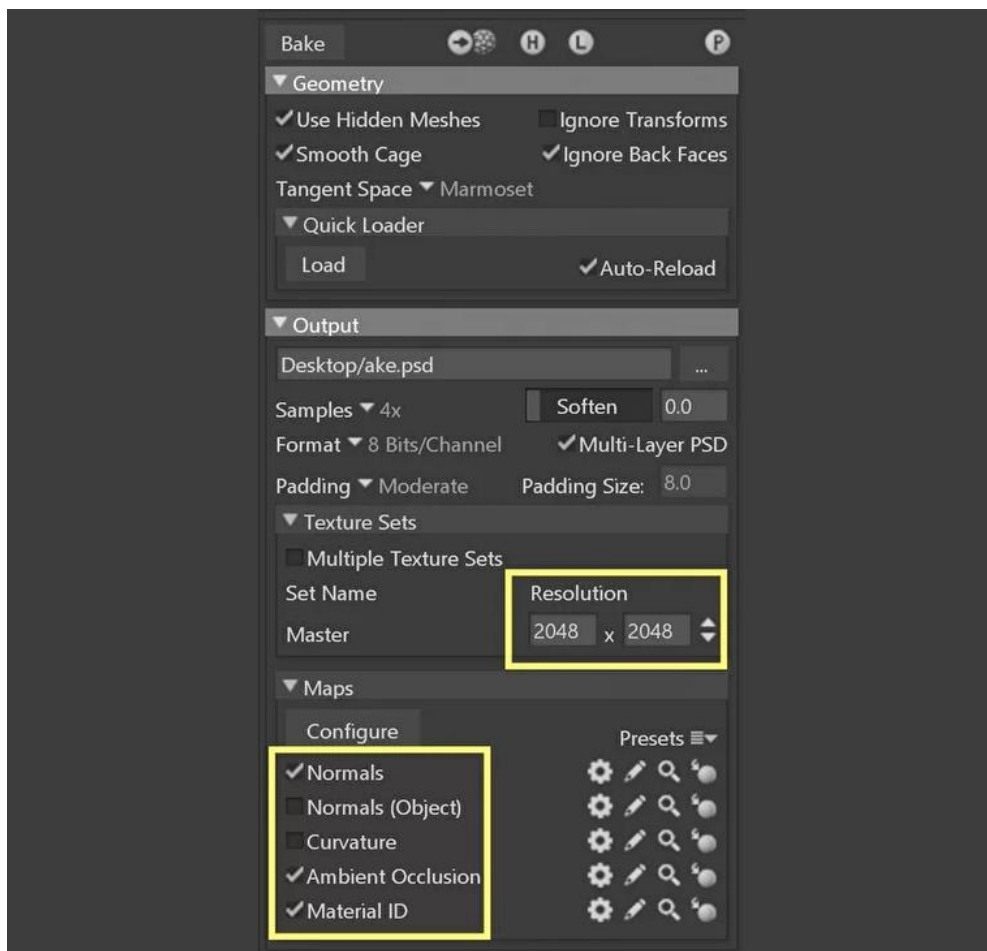 Bake H L P
Geometry
Use Hidden Meshes Ignore Transforms
Smooth Cage Ignore Back Faces
Tangent Space Marmoset
Quick Loader
Load Auto-Reload
Output
Desktop/ake.psd ...
Samples 4x Soften 0.0
Format 8 Bits/Channel Multi-Layer PSD
Padding Moderate Padding Size: 8.0
Texture Sets
Multiple Texture Sets
Set Name Resolution
Master 2048 x 2048
Maps
Configure Presets
Normals
Normals (Object)
Curvature
Ambient Occlusion
Material ID